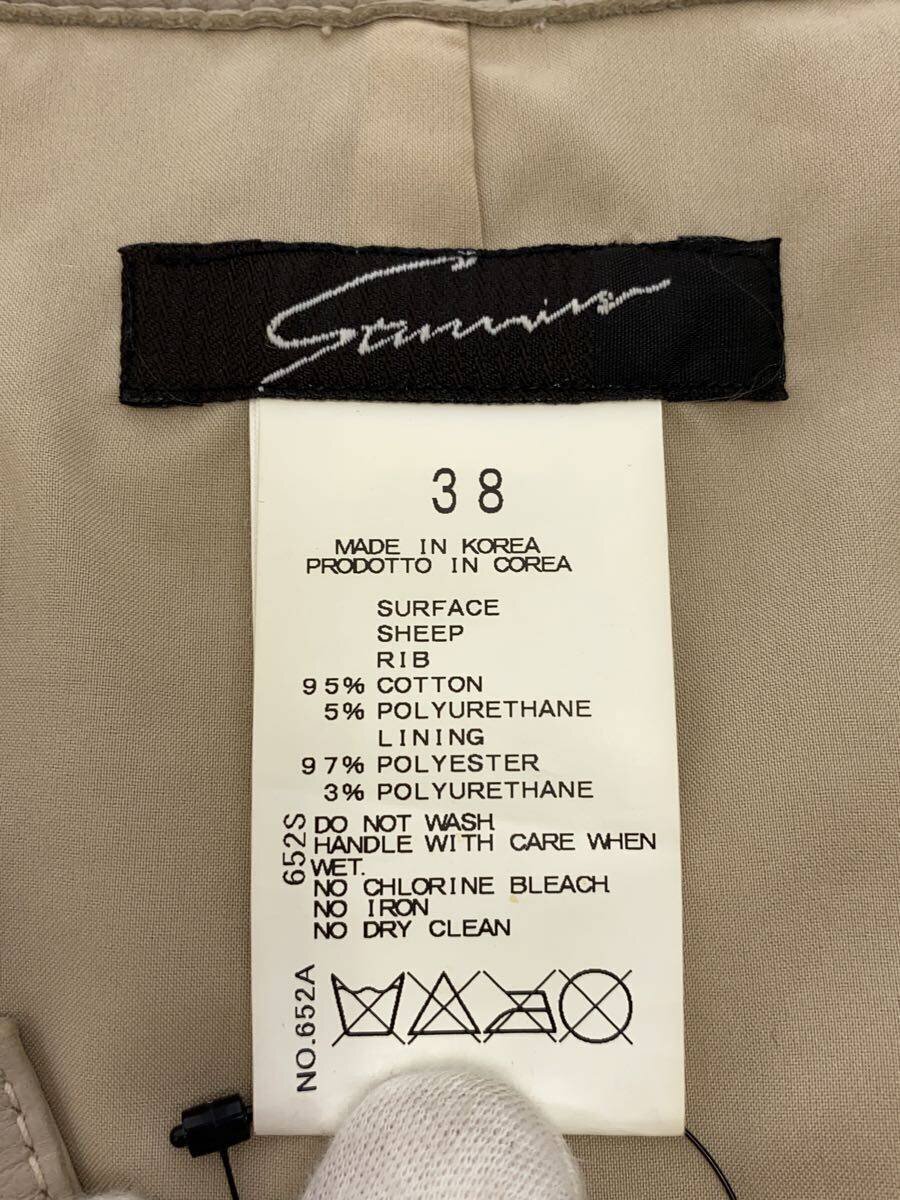 38
MADE IN KOREA
PRODOTTO IN COREA
SURFACE
SHEEP
RIB
95% COTTON
5% POLYURETHANE
LINING
97% POLYESTER
3% POLYURETHANE
DO NOT WASH
HANDLE WITH CARE WHEN
WET.
NO CHLORINE BLEACH
NO IRON
NO DRY CLEAN
652S
NO.652A